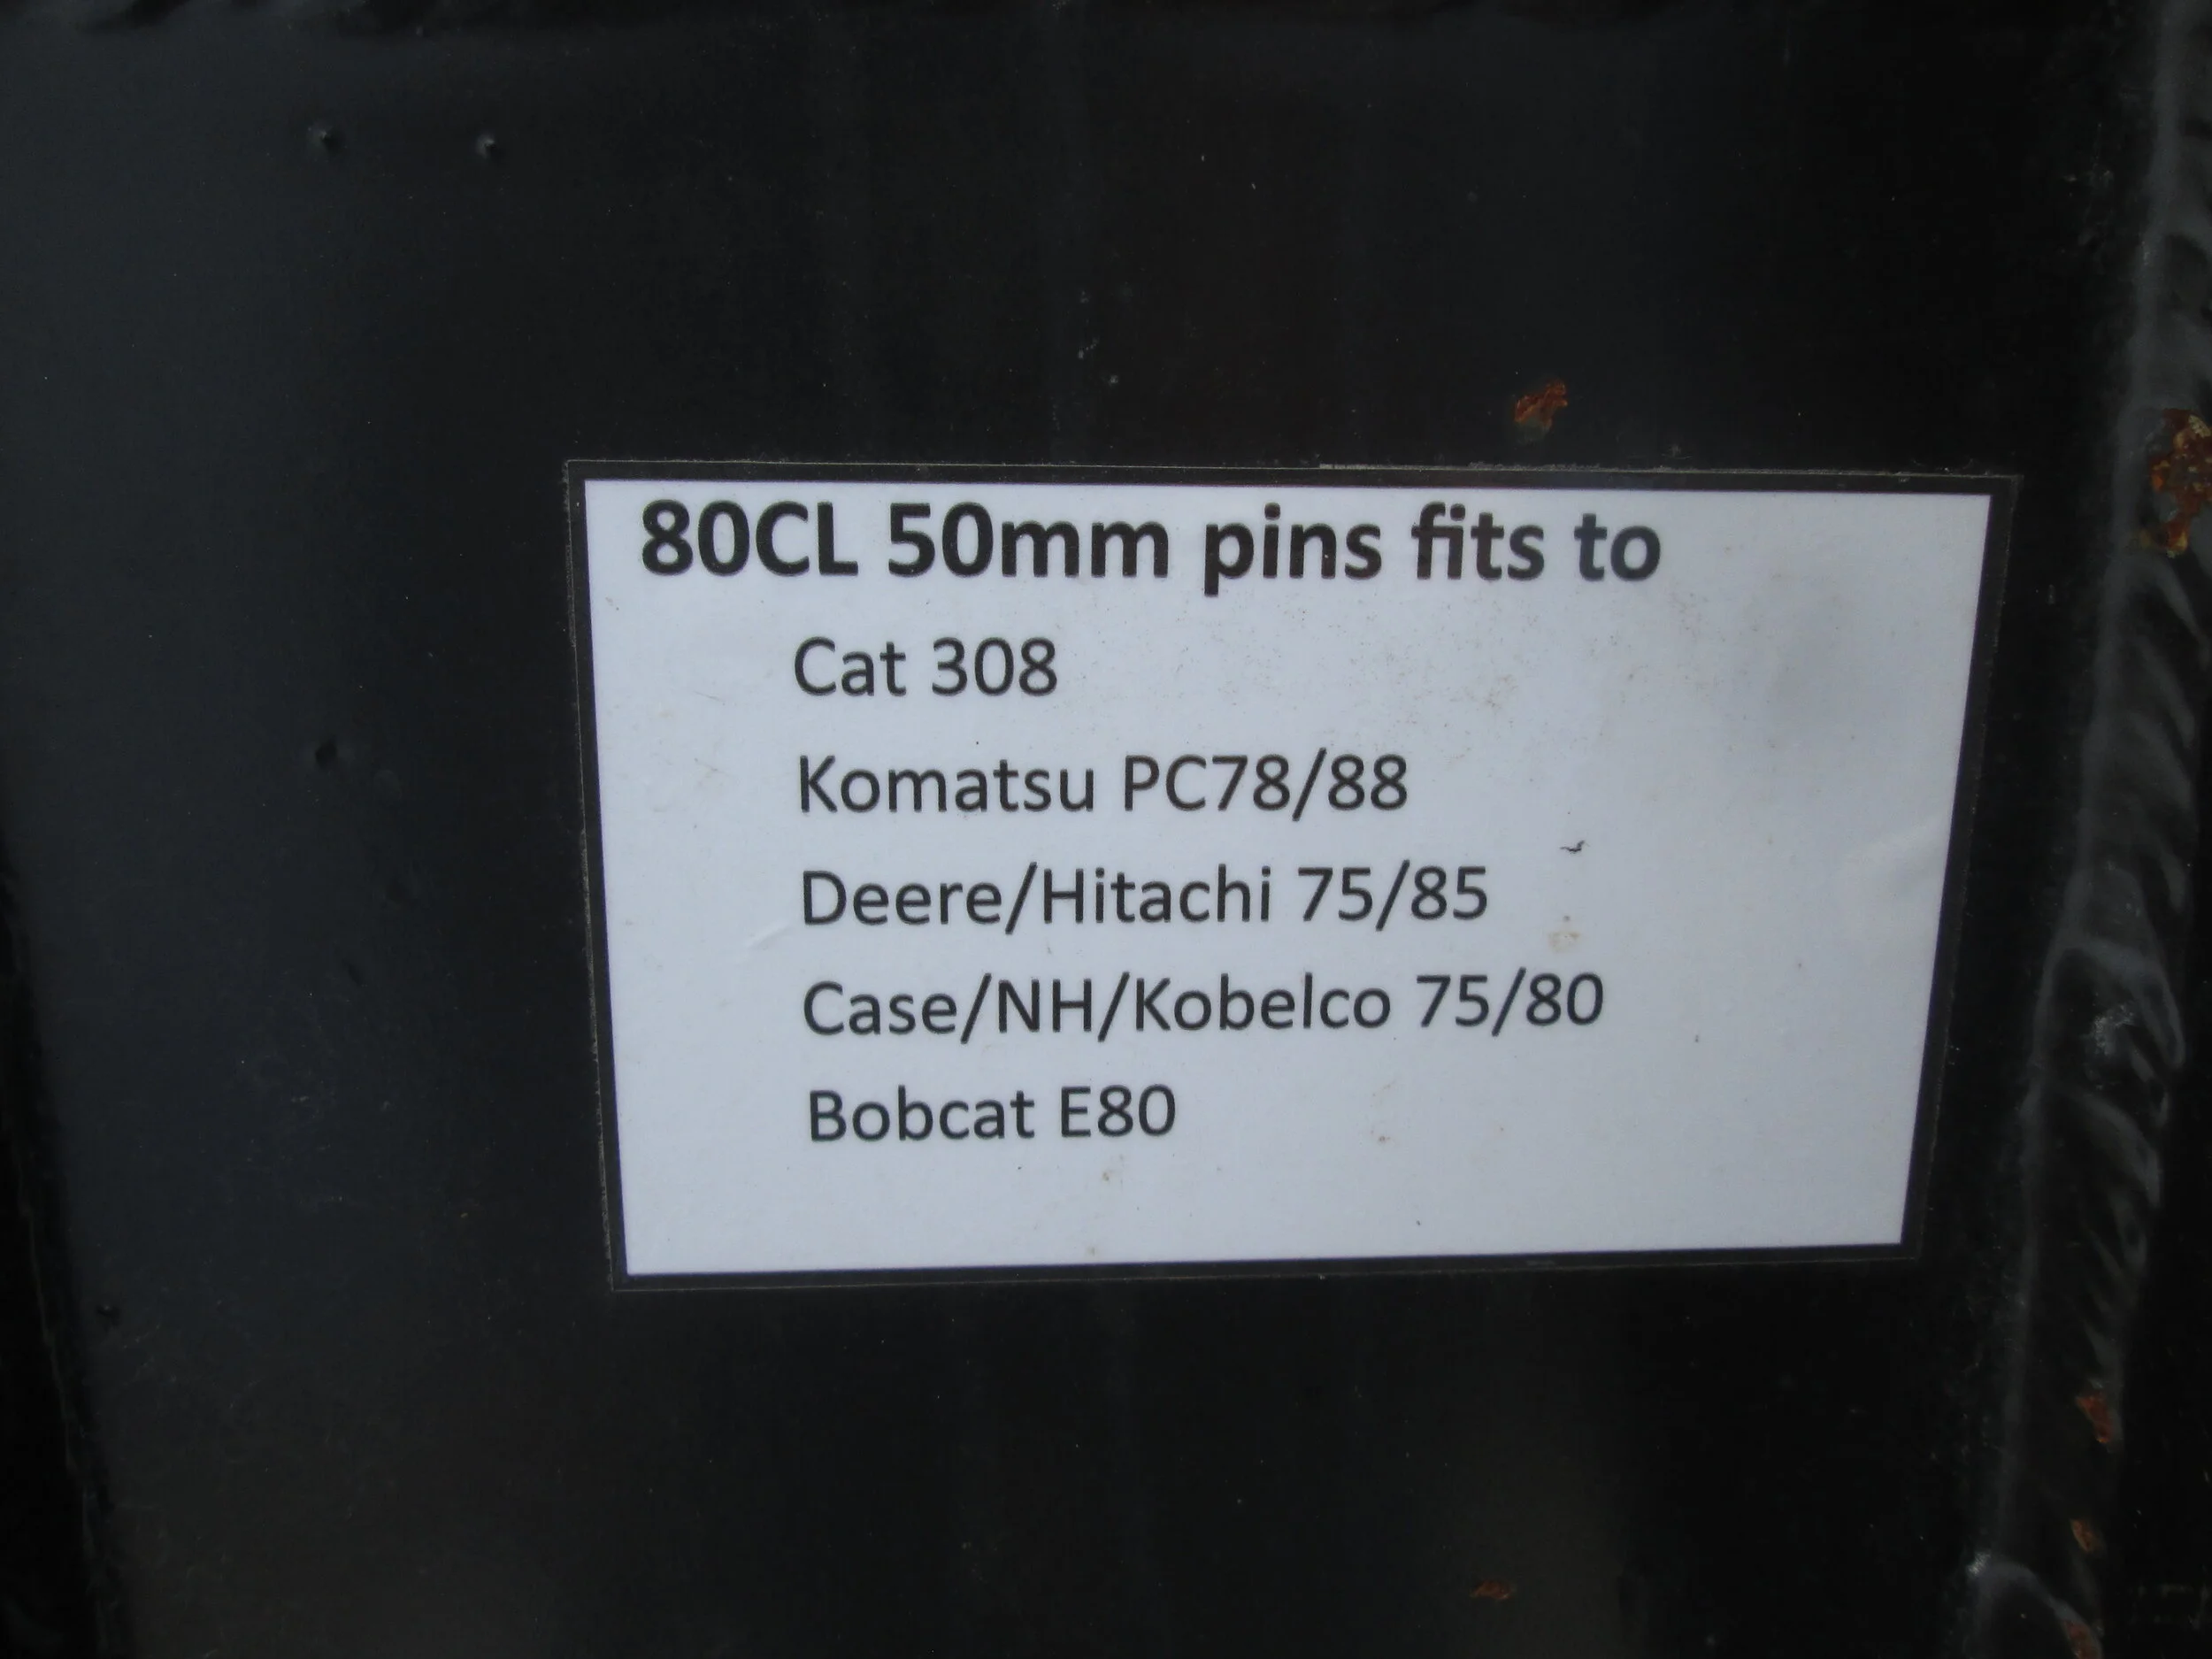 80CL 50mm pins fits to
Cat 308
Komatsu PC78/88
Deere/Hitachi 75/85
Case/NH/Kobelco 75/80
Bobcat E80